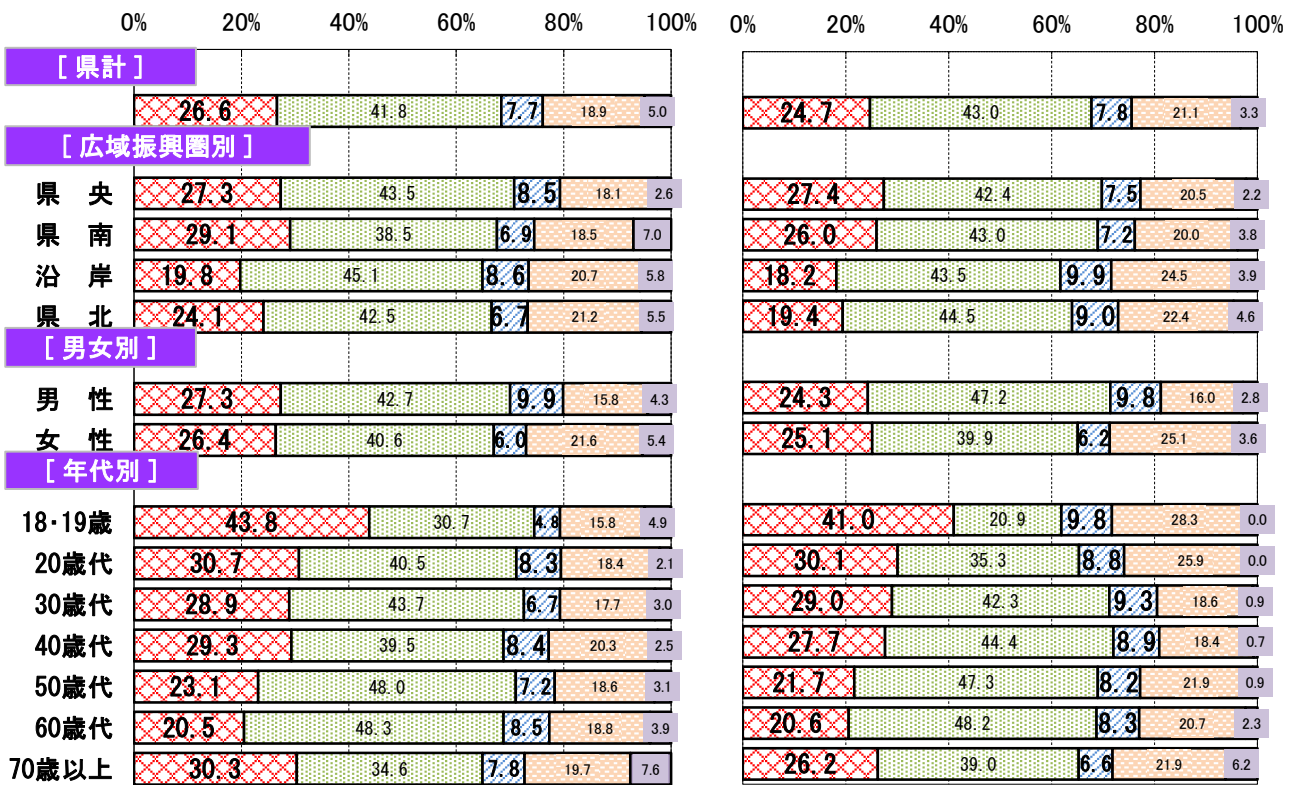 0% 20% 40% 60% 80% 100% 0% 20% 40% 60% 80% 100%
[ 県計 ]
26.6 41.8 7.7 18.9 5.0 24.7 43.0 7.8 21.1 3.3
[ 広域振興圏別 ]
県 央 27.3 43.5 8.5 18.1 2.6 27.4 42.4 7.5 20.5 2.2
県 南 29.1 38.5 6.9 18.5 7.0 26.0 43.0 7.2 20.0 3.8
沿 岸 19.8 45.1 8.6 20.7 5.8 18.2 43.5 9.9 24.5 3.9
県 北 24.1 42.5 6.7 21.2 5.5 19.4 44.5 9.0 22.4 4.6
[ 男女別 ]
男 性 27.3 42.7 9.9 15.8 4.3 24.3 47.2 9.8 16.0 2.8
女 性 26.4 40.6 6.0 21.6 5.4 25.1 39.9 6.2 25.1 3.6
[ 年代別 ]
18・19歳 43.8 30.7 4.8 15.8 4.9 41.0 20.9 9.8 28.3 0.0
20歳代 30.7 40.5 8.3 18.4 2.1 30.1 35.3 8.8 25.9 0.0
30歳代 28.9 43.7 6.7 17.7 3.0 29.0 42.3 9.3 18.6 0.9
40歳代 29.3 39.5 8.4 20.3 2.5 27.7 44.4 8.9 18.4 0.7
50歳代 23.1 48.0 7.2 18.6 3.1 21.7 47.3 8.2 21.9 0.9
60歳代 20.5 48.3 8.5 18.8 3.9 20.6 48.2 8.3 20.7 2.3
70歳以上 30.3 34.6 7.8 19.7 7.6 26.2 39.0 6.6 21.9 6.2